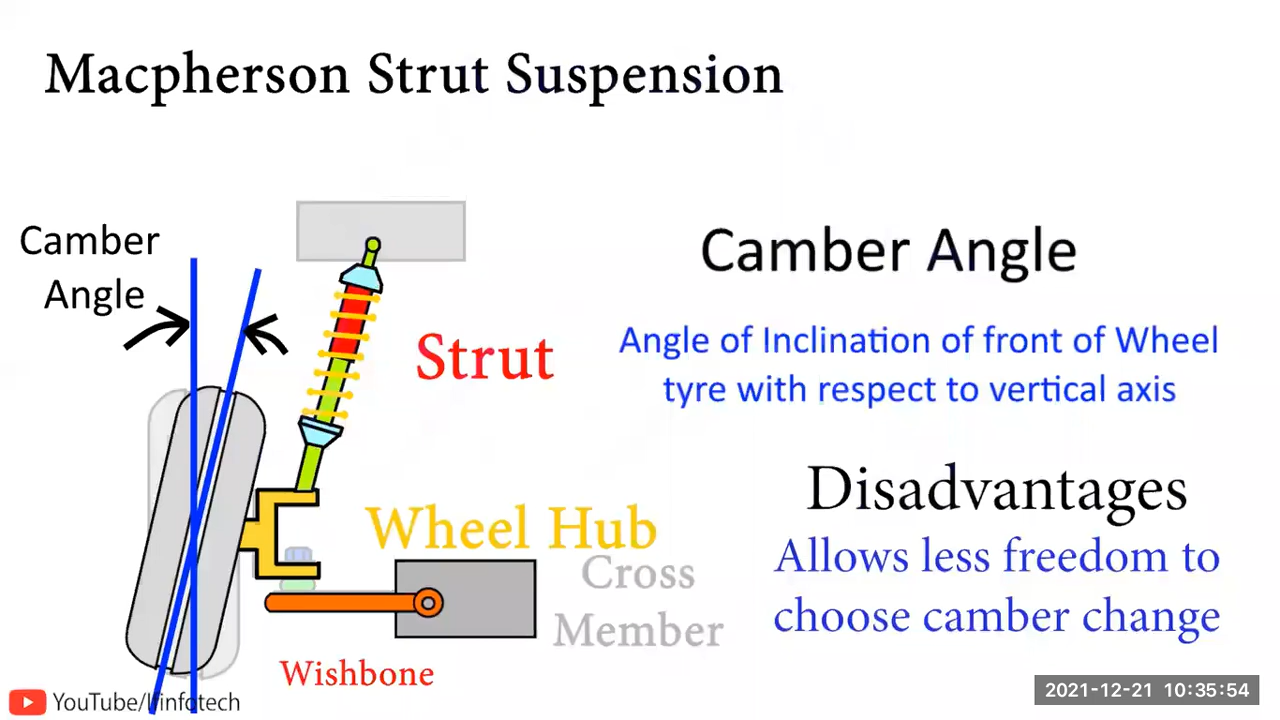 Macpherson Strut Suspension
Camber
Angle
Strut
Wheel Hub
Cross
Member
Wishbone
Camber Angle
Angle of Inclination of front of Wheel
tyre with respect to vertical axis
Disadvantages
Allows less freedom to
choose camber change
2021-12-21 10:35:54